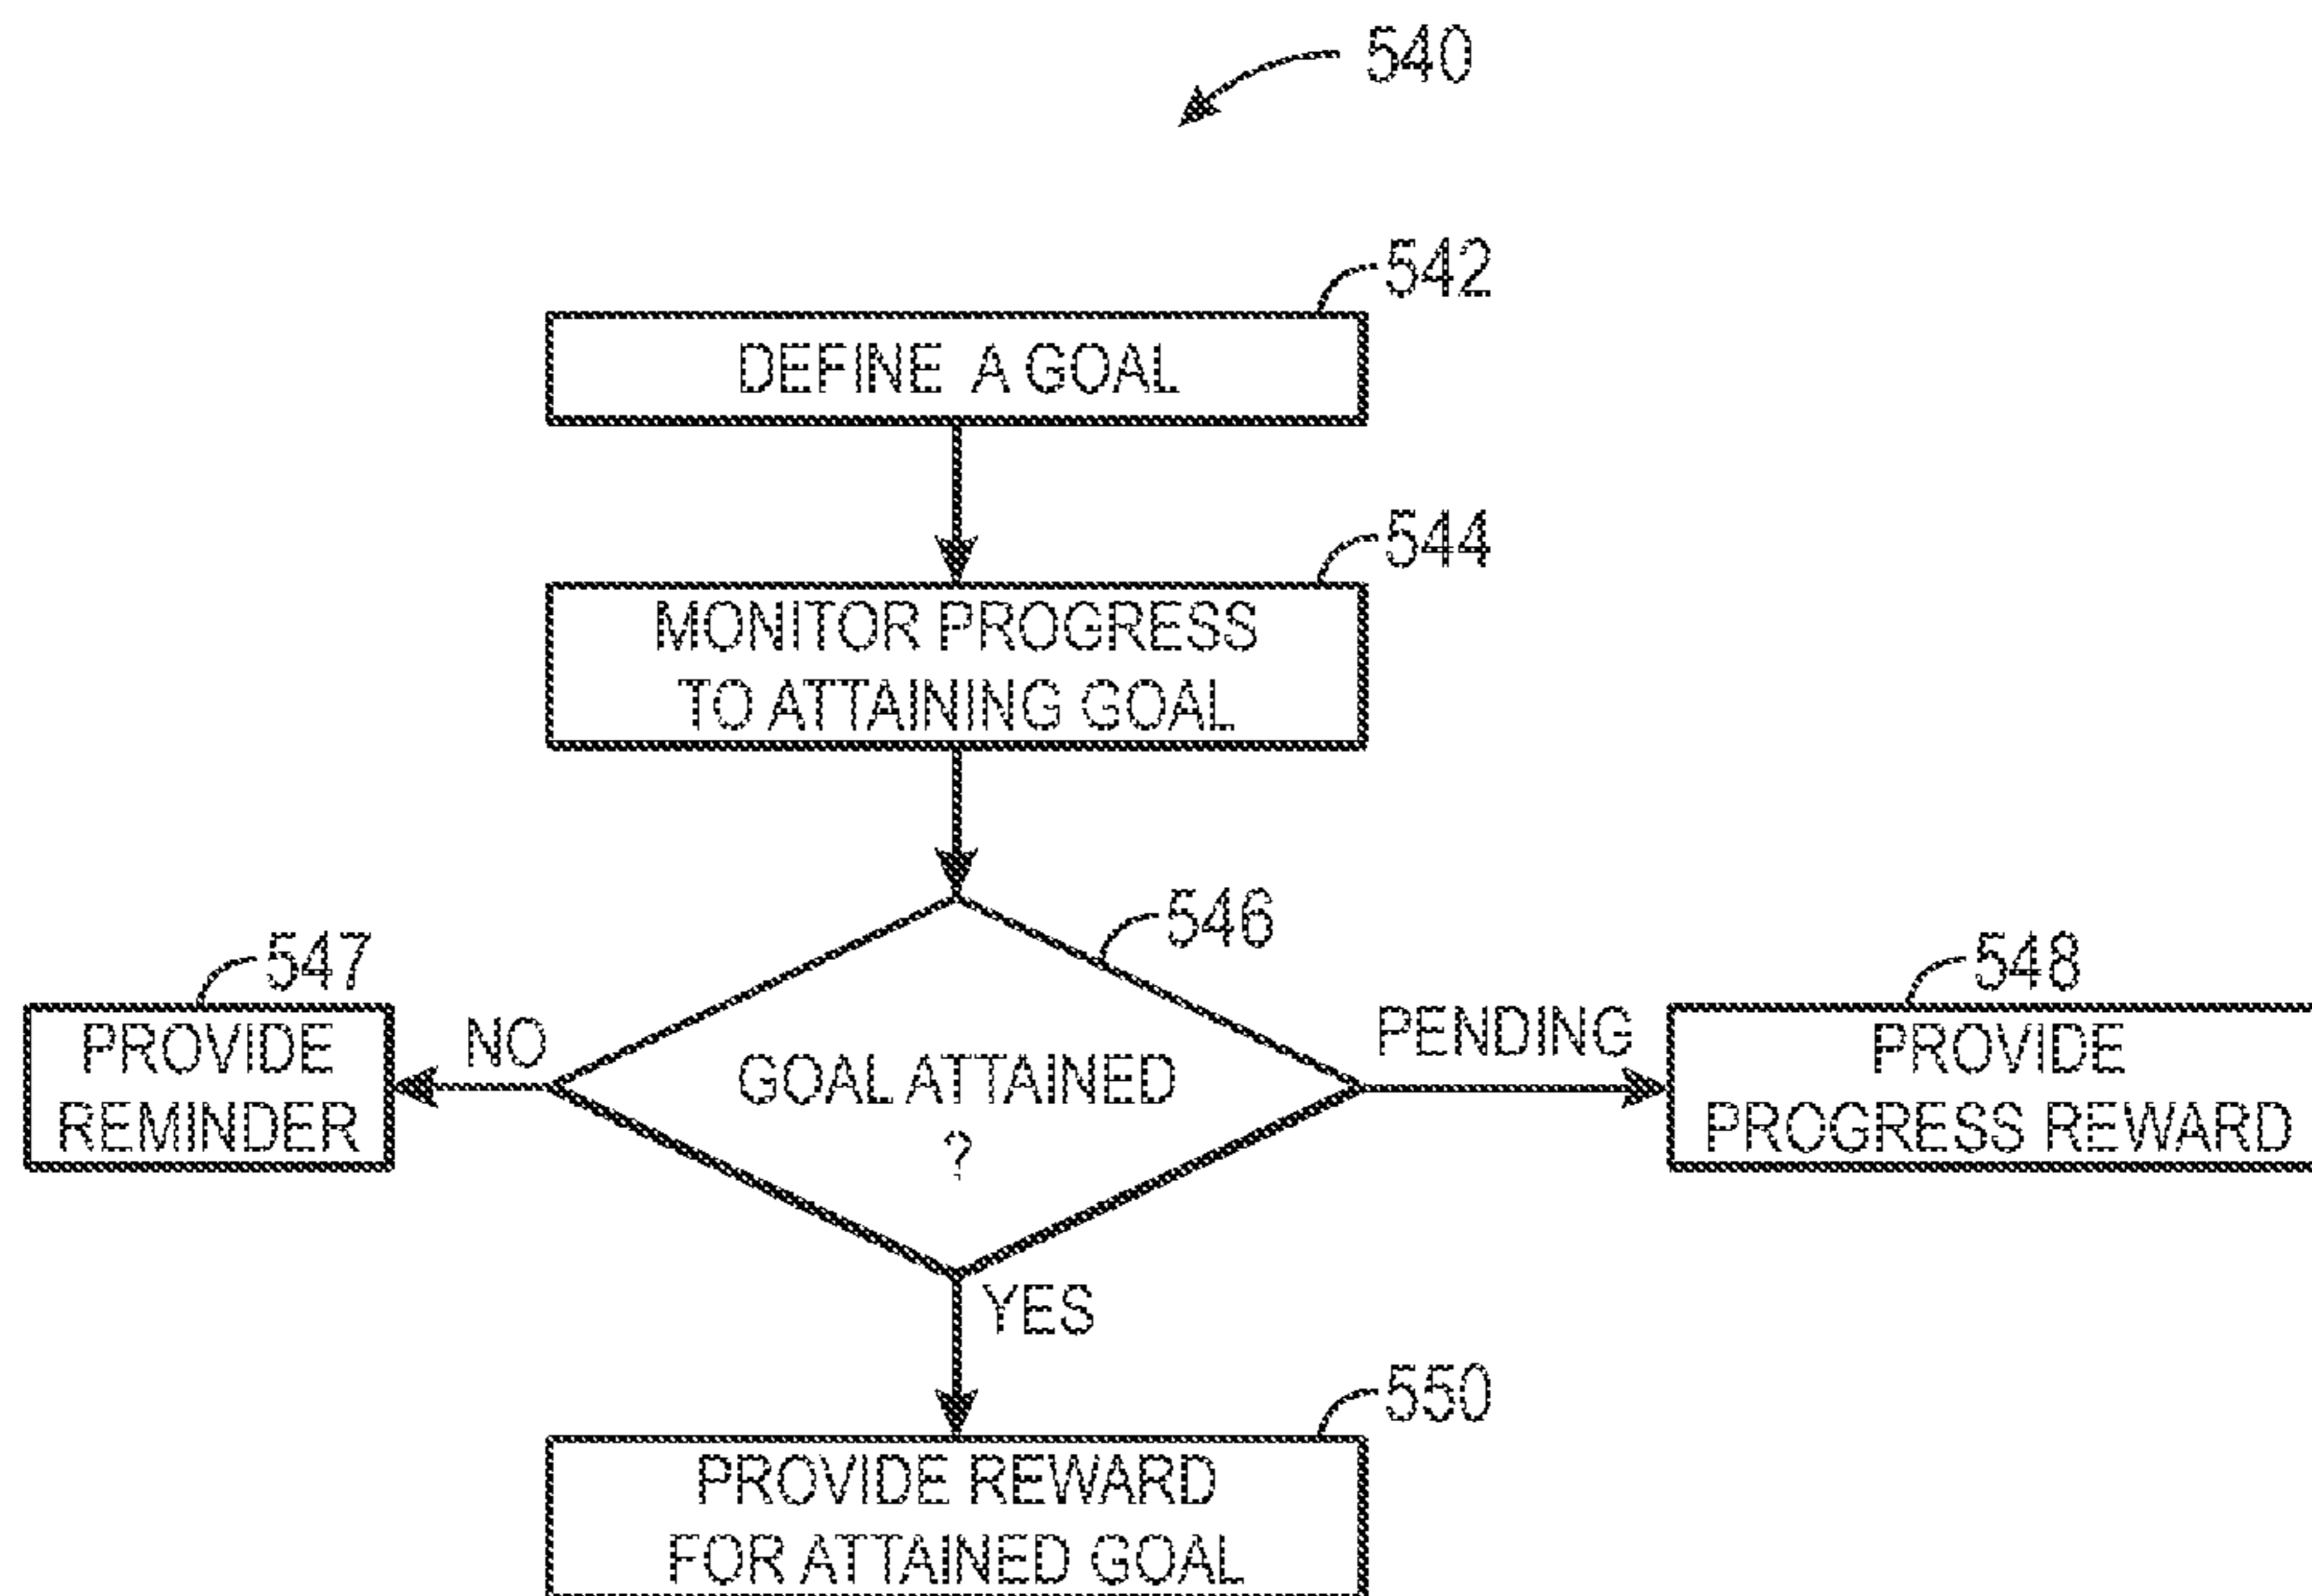 540
542
DEFINE A GOAL
544
MONITOR PROGRESS
TO ATTAINING GOAL
546
547
548
PROVIDE
REMINDER
NO
GOAL ATTAINED
?
PENDING
PROVIDE
PROGRESS REWARD
YES
550
PROVIDE REWARD
FOR ATTAINED GOAL